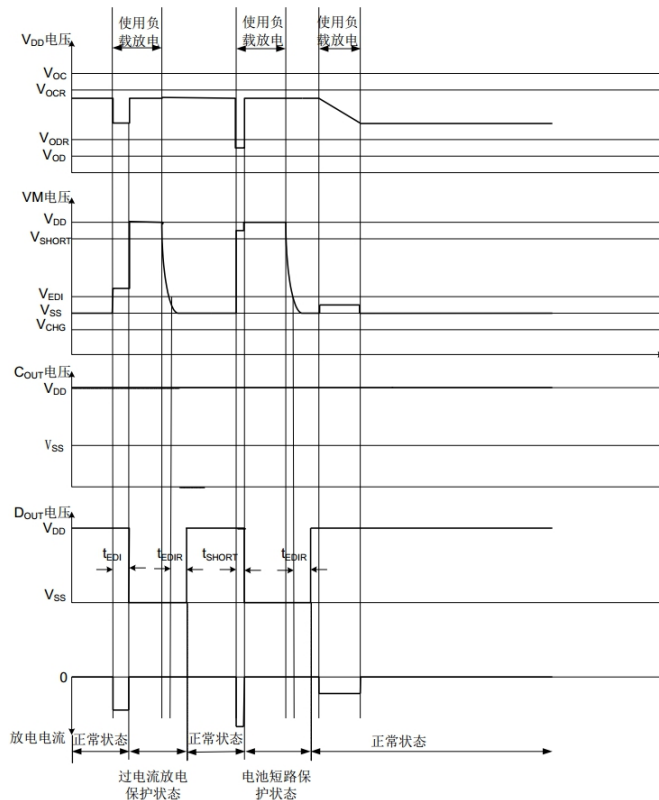 使用负
载放电
使用负
载放电
使用负
载放电
VDD电压
VOC
VOCR
VODR
VOD
VM电压
VDD
VSHORT
VEDI
VSS
VCHG
COUT电压
VDD
VSS
DOUT电压
VDD
tEDI
tEDIR
tSHORT
tEDIR
VSS
0
放电电流
正常状态
正常状态
正常状态
过电流放电
保护状态
电池短路保
护状态